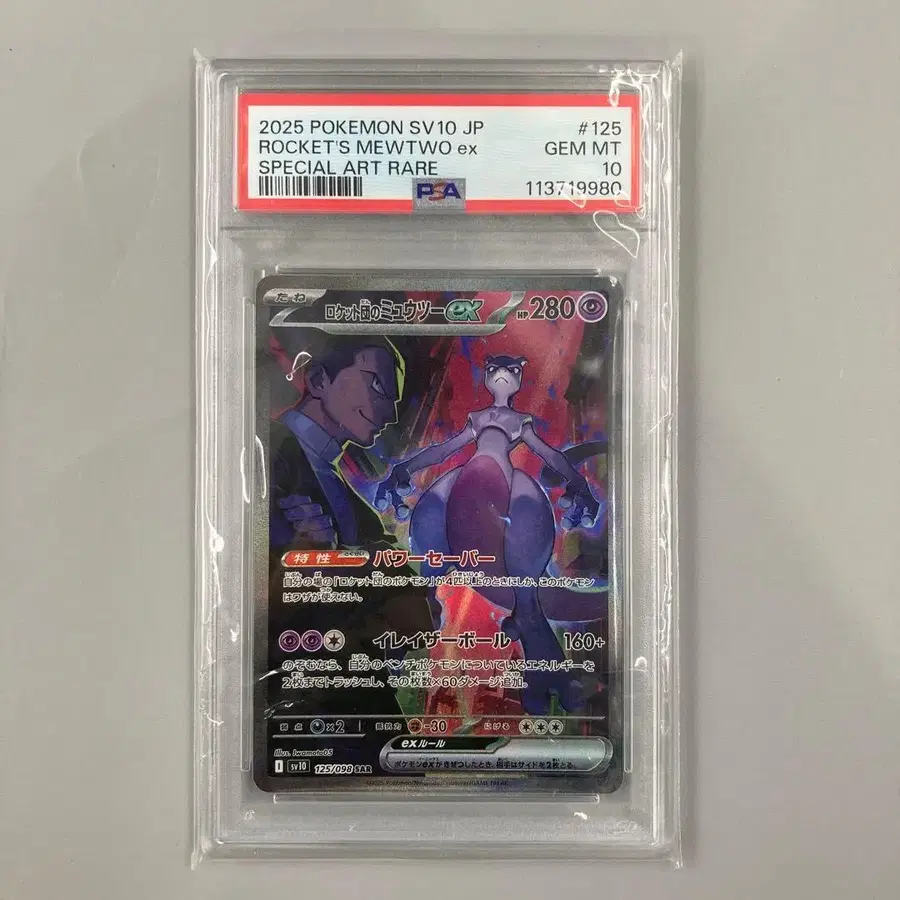 2025 POKEMON SV10 JP #125
ROCKET'S MEWTWO ex GEM MT
SPECIAL ART RARE 10
PSA 113719980
たね ロケット団のミュウツーex HP280
特性 パワーセーバー
自分の場の「ロケット団のポケモン」が4匹以上のときにしか、このポケモン
はワザが使えない。
イレイザーボール 160+
のぞむなら、自分のベンチポケモンについているエネルギーを
2枚までトラッシュし、その枚数×60ダメージ追加。
弱点 ×2 抵抗力 -30 にげる
exルール
Illus. Iwamoto05
ポケモンexがきぜつしたとき、相手はサイドを2枚とる。
I sv10 125/098 SAR